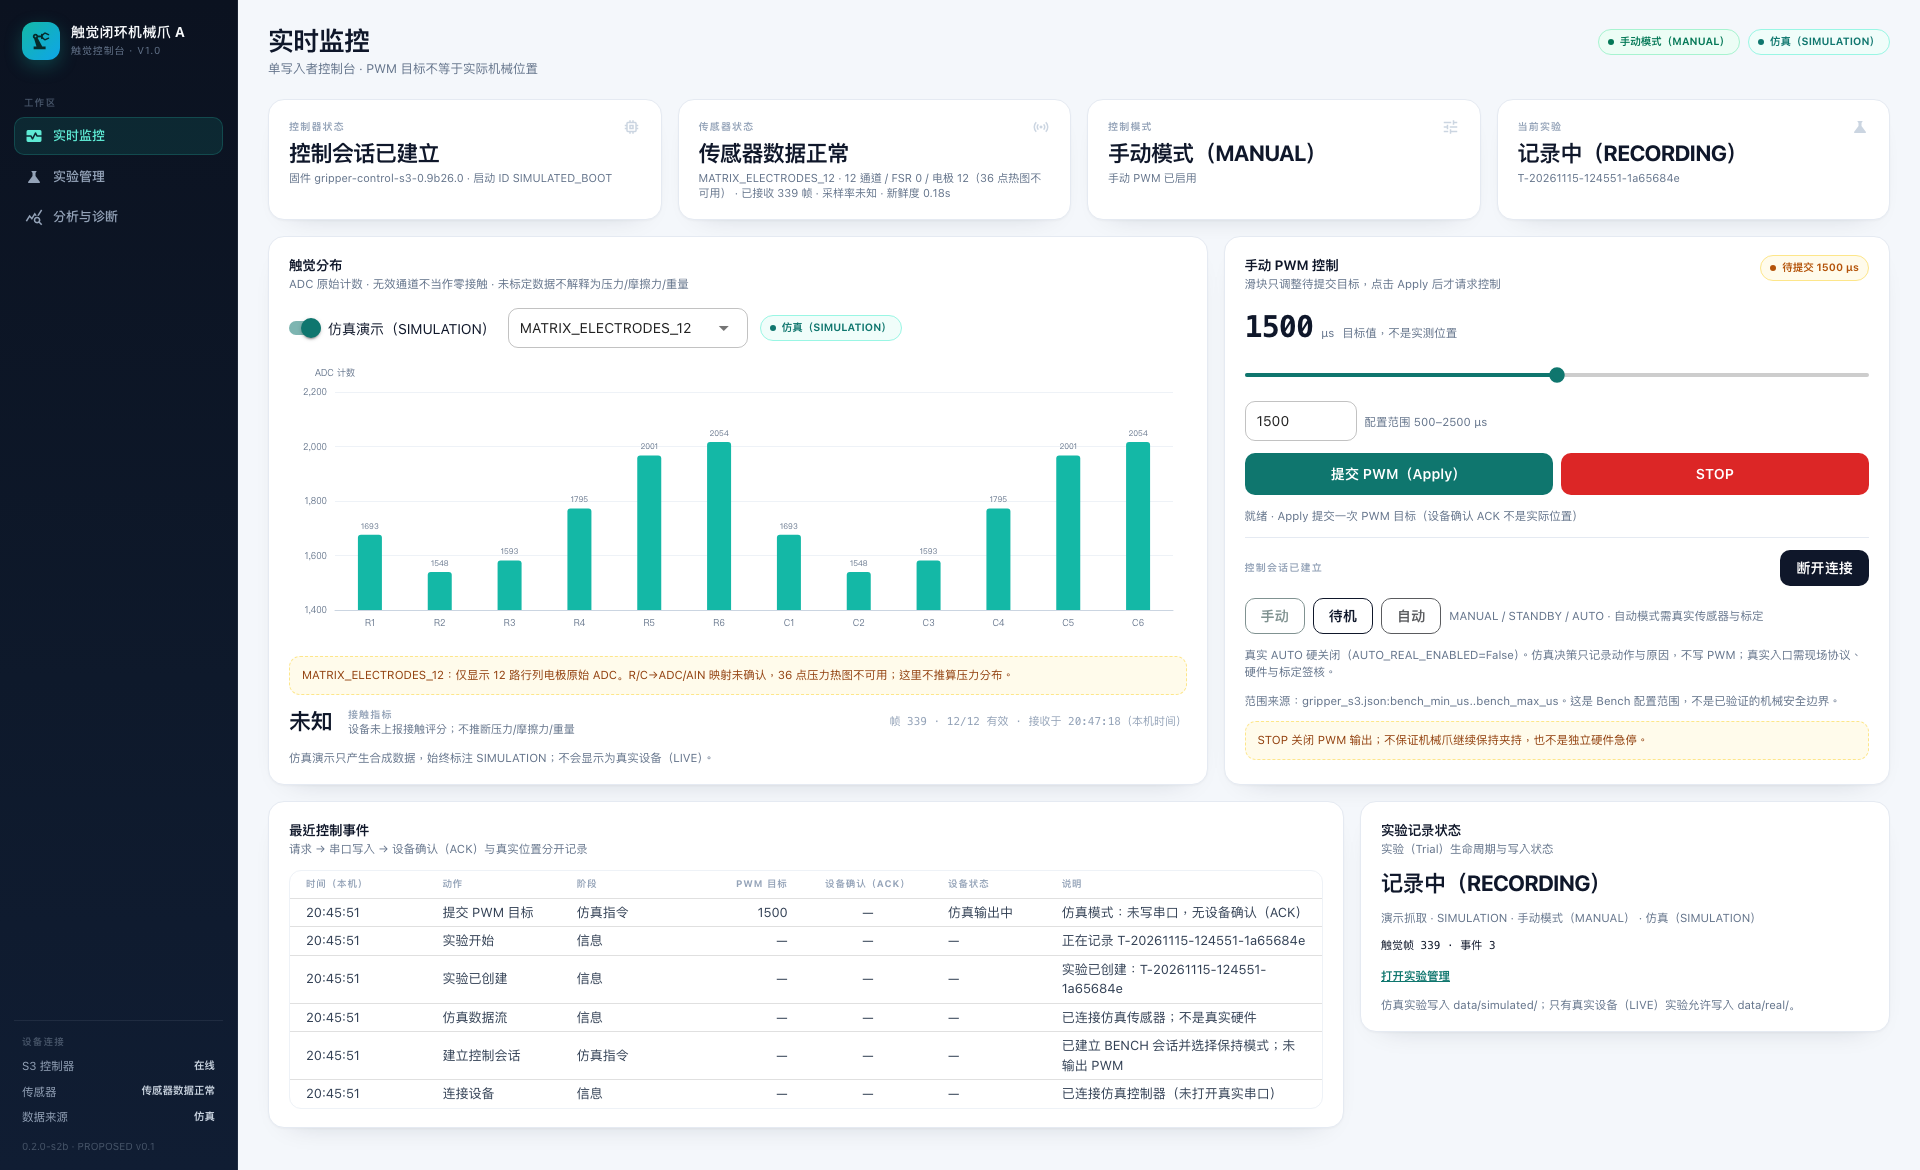 触觉闭环机械爪 A
触觉控制台 · V1.0
工作区
实时监控
实验管理
分析与诊断
设备连接
S3 控制器 在线
传感器 传感器数据正常
数据来源 仿真
0.2.0-s2b · PROPOSED v0.1
实时监控
单写入者控制台 · PWM 目标不等于实际机械位置
手动模式（MANUAL）
仿真（SIMULATION）
控制器状态
控制会话已建立
固件 gripper-control-s3-0.9b26.0 · 启动 ID SIMULATED_BOOT
传感器状态
传感器数据正常
MATRIX_ELECTRODES_12 · 12 通道 / FSR 0 / 电极 12（36 点热图不
可用） · 已接收 339 帧 · 采样率未知 · 新鲜度 0.18s
控制模式
手动模式（MANUAL）
手动 PWM 已启用
当前实验
记录中（RECORDING）
T-20261115-124551-1a65684e
触觉分布
ADC 原始计数 · 无效通道不当作零接触 · 未标定数据不解释为压力/摩擦力/重量
仿真演示（SIMULATION）
MATRIX_ELECTRODES_12
仿真（SIMULATION）
ADC 计数
2,200
2,000
1,800
1,600
1,400
1693
1548
1593
1795
2001
2054
1693
1548
1593
1795
2001
2054
R1 R2 R3 R4 R5 R6 C1 C2 C3 C4 C5 C6
MATRIX_ELECTRODES_12：仅显示 12 路行列电极原始 ADC。R/C→ADC/AIN 映射未确认，36 点压力热图不可用；这里不推算压力分布。
未知
接触指标
设备未上报接触评分；不推断压力/摩擦力/重量
帧 339 · 12/12 有效 · 接收于 20:47:18 (本机时间)
仿真演示只产生合成数据，始终标注 SIMULATION；不会显示为真实设备（LIVE）。
手动 PWM 控制
滑块只调整待提交目标，点击 Apply 后才请求控制
待提交 1500 µs
1500 µs 目标值，不是实测位置
1500
配置范围 500–2500 µs
提交 PWM（Apply）
STOP
就绪 · Apply 提交一次 PWM 目标（设备确认 ACK 不是实际位置）
控制会话已建立
断开连接
手动
待机
自动
MANUAL / STANDBY / AUTO · 自动模式需真实传感器与标定
真实 AUTO 硬关闭（AUTO_REAL_ENABLED=False）。仿真决策只记录动作与原因，不写 PWM；真实入口需现场协议、
硬件与标定签核。
范围来源：gripper_s3.json:bench_min_us..bench_max_us。这是 Bench 配置范围，不是已验证的机械安全边界。
STOP 关闭 PWM 输出；不保证机械爪继续保持夹持，也不是独立硬件急停。
最近控制事件
请求 → 串口写入 → 设备确认（ACK）与真实位置分开记录
时间（本机） 动作 阶段 PWM 目标 设备确认（ACK） 设备状态 说明
20:45:51 提交 PWM 目标 仿真指令 1500 — 仿真输出中 仿真模式：未写串口，无设备确认（ACK）
20:45:51 实验开始 信息 — — — 正在记录 T-20261115-124551-1a65684e
20:45:51 实验已创建 信息 — — — 实验已创建：T-20261115-124551-
1a65684e
20:45:51 仿真数据流 信息 — — — 已连接仿真传感器；不是真实硬件
20:45:51 建立控制会话 仿真指令 — — — 已建立 BENCH 会话并选择保持模式；未
输出 PWM
20:45:51 连接设备 信息 — — — 已连接仿真控制器（未打开真实串口）
实验记录状态
实验（Trial）生命周期与写入状态
记录中（RECORDING）
演示抓取 · SIMULATION · 手动模式（MANUAL） · 仿真（SIMULATION）
触觉帧 339 · 事件 3
打开实验管理
仿真实验写入 data/simulated/；只有真实设备（LIVE）实验允许写入 data/real/。